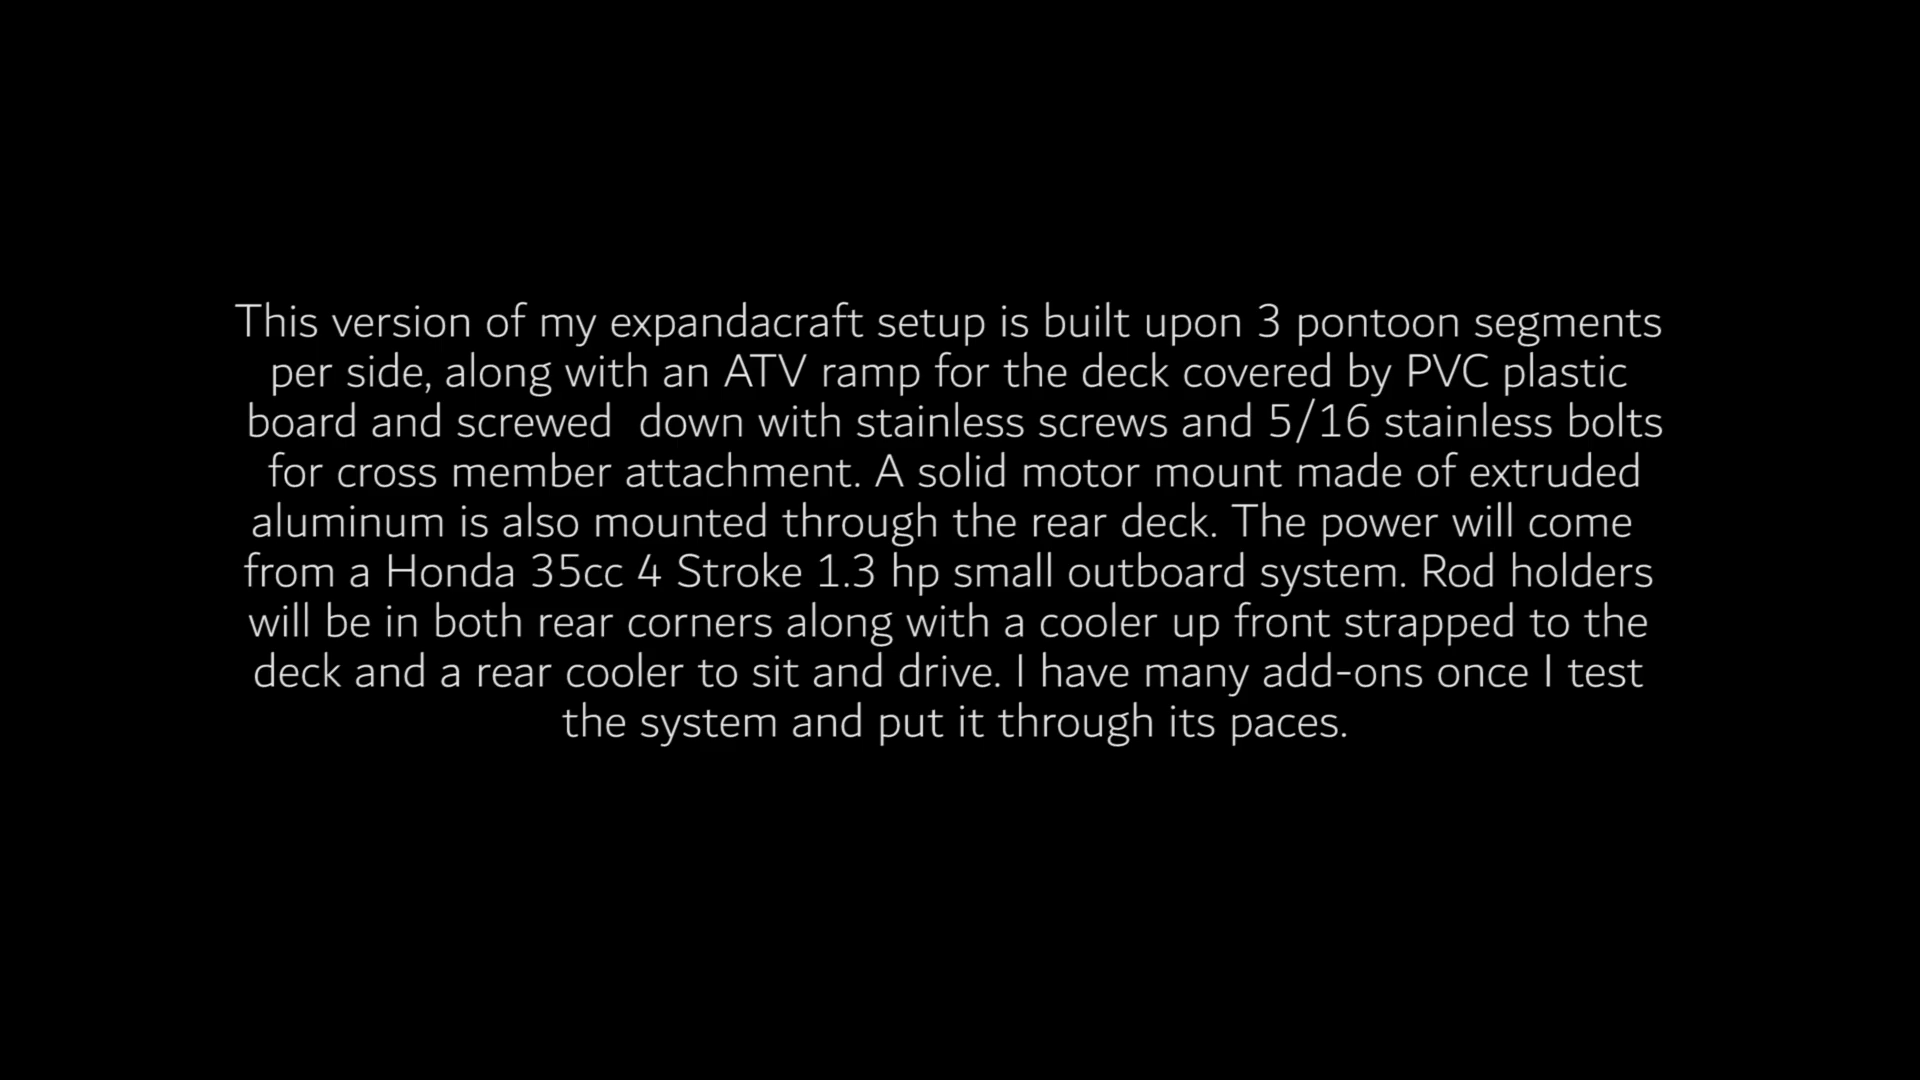 This version of my expandacraft setup is built upon 3 pontoon segments
per side, along with an ATV ramp for the deck covered by PVC plastic
board and screwed  down with stainless screws and 5/16 stainless bolts
for cross member attachment. A solid motor mount made of extruded
aluminum is also mounted through the rear deck. The power will come
from a Honda 35cc 4 Stroke 1.3 hp small outboard system. Rod holders
will be in both rear corners along with a cooler up front strapped to the
deck and a rear cooler to sit and drive. I have many add-ons once I test
the system and put it through its paces.